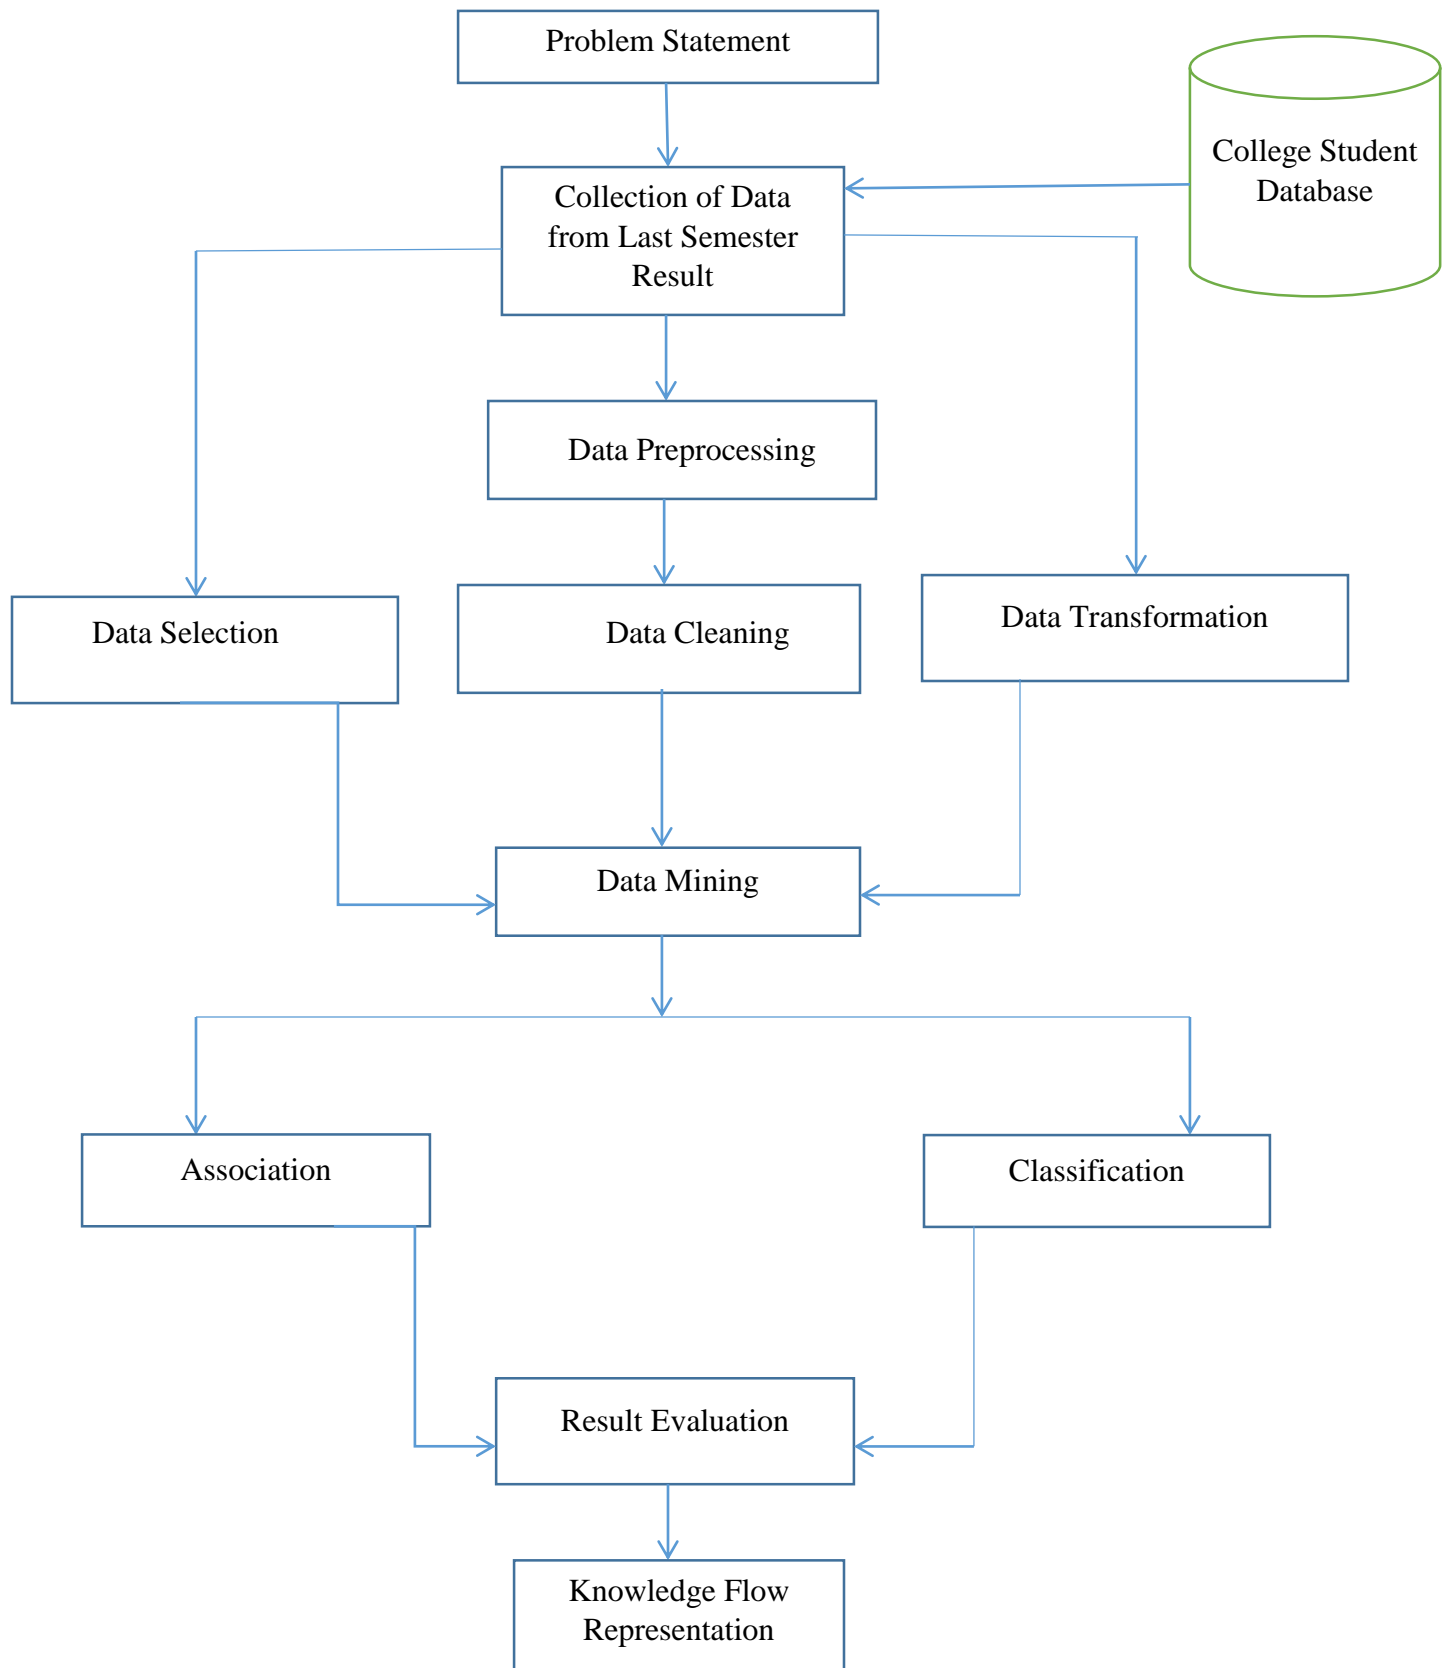 Problem Statement
College Student
Database
Collection of Data
from Last Semester
Result
Data Preprocessing
Data Selection
Data Cleaning
Data Transformation
Data Mining
Association
Classification
Result Evaluation
Knowledge Flow
Representation